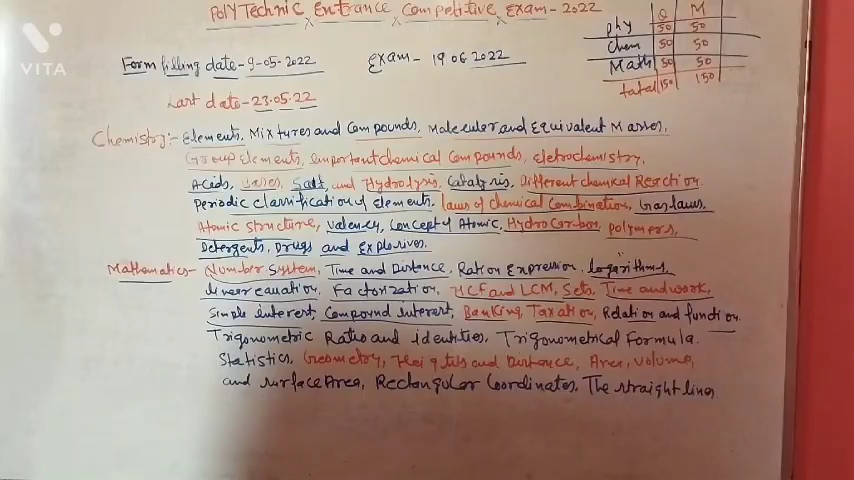 PolyTechnic Entrance Competitive Exam-2022
Q M
Phy 50 50
Chem 50 50
Math 50 50
total 150 150
Form filling date-9-05-2022 Exam- 19.06.2022
Last date-23.05.22
Chemistry:- Elements, Mixtures and Compounds, Malecular and Equivalent Masses,
Group Elements, important chemical Compounds, eletrochemistry,
Acids, Bases, Salt, and Hydrolysis, Catalysis, Different chemical Reaction.
Periodic classification of elements, laws of chemical Combination, Gas laws,
Atomic structure, valency, Concept of Atomic, HydroCarbon, polymers,
Detergents, Drugs and Explosives.
Mathematics- Number System, Time and Distance, Ration Expression, logarithms,
linear equation, Factorization, HCF and LCM, Sets, Time and work,
Simple interest, Compound interest, Banking, Taxation, Relation and function.
Trigonometric Ratio and identities, Trigonometrical Formula.
Statistics, Geometry, Heights and Distance, Area, Volume,
and surface Area, Rectangular Coordinates, The straight lines
VITA